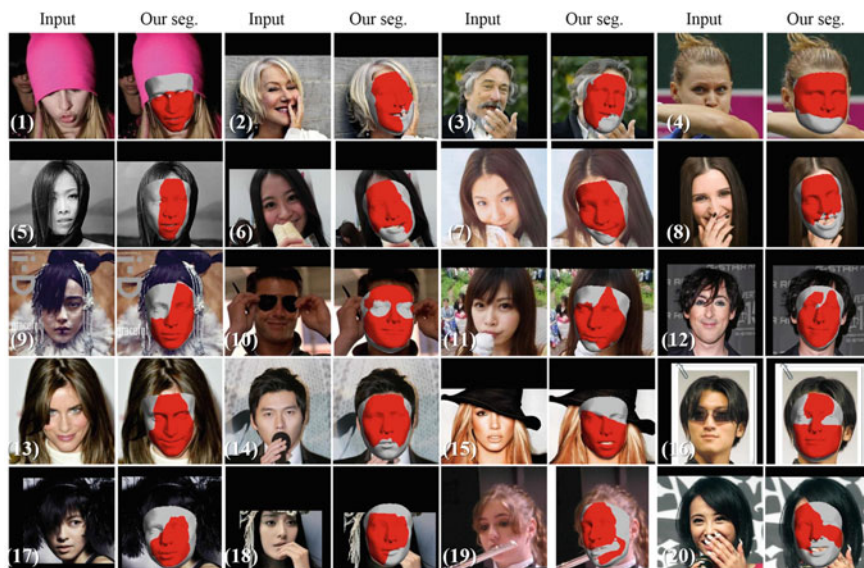 Input Our seg. Input Our seg. Input Our seg. Input Our seg.
(1) (2) (3) (4)
(5) (6) (7) (8)
i-D
(9) (10) (11) (12)
(13) (14) (15) (16)
(17) (18) (19) (20)